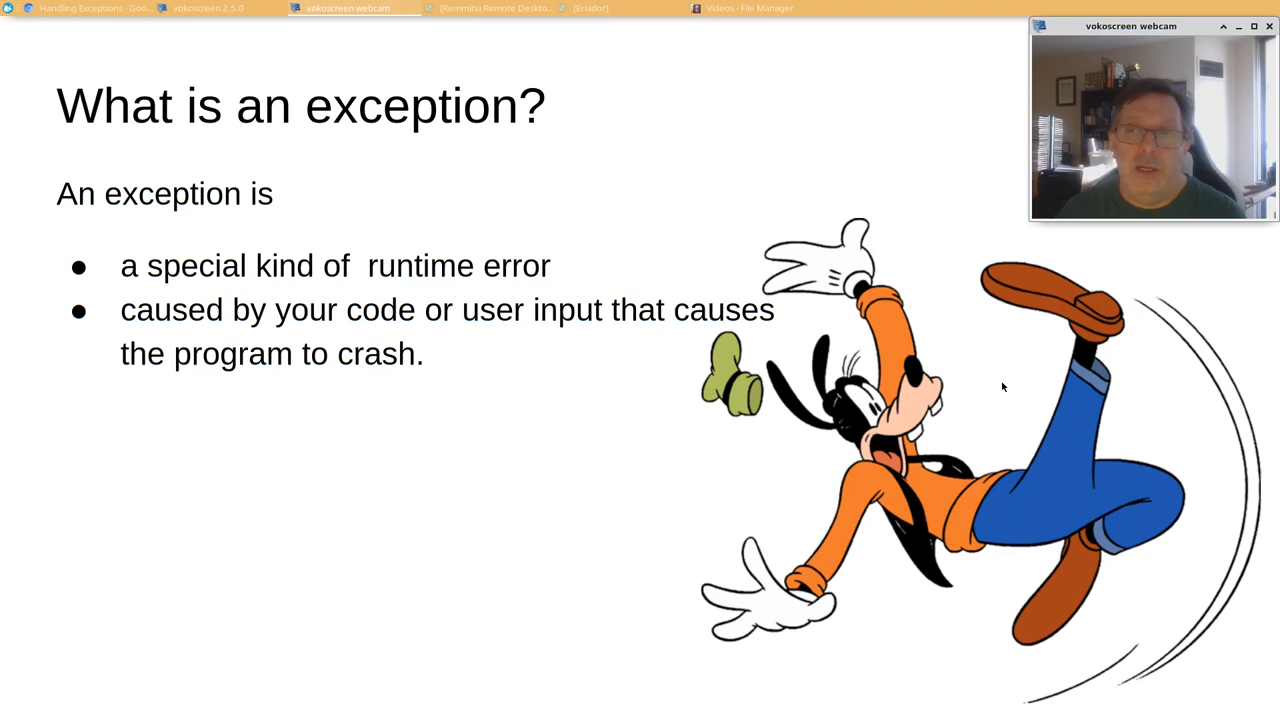 Handling Exceptions - Goo...
vokoscreen 2.5.0
vokoscreen webcam
[Remmina Remote Deskto...
[Eriador]
Videos - File Manager
vokoscreen webcam
What is an exception?
An exception is
● a special kind of  runtime error
● caused by your code or user input that causes
the program to crash.